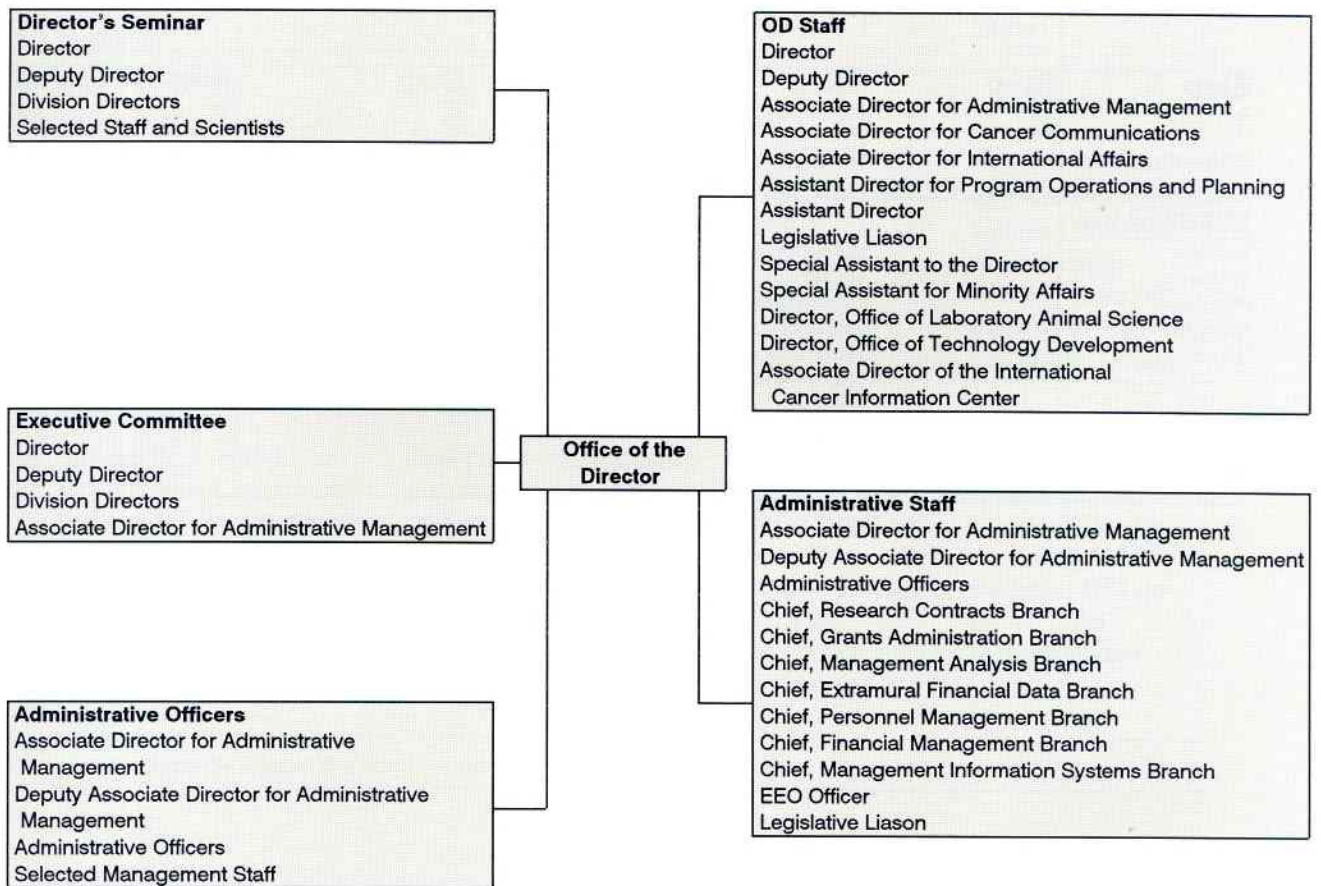 Director's Seminar
Director
Deputy Director
Division Directors
Selected Staff and Scientists
Executive Committee
Director
Deputy Director
Division Directors
Associate Director for Administrative Management
Administrative Officers
Associate Director for Administrative
Management
Deputy Associate Director for Administrative
Management
Administrative Officers
Selected Management Staff
Office of the
Director
OD Staff
Director
Deputy Director
Associate Director for Administrative Management
Associate Director for Cancer Communications
Associate Director for International Affairs
Assistant Director for Program Operations and Planning
Assistant Director
Legislative Liason
Special Assistant to the Director
Special Assistant for Minority Affairs
Director, Office of Laboratory Animal Science
Director, Office of Technology Development
Associate Director of the International
Cancer Information Center
Administrative Staff
Associate Director for Administrative Management
Deputy Associate Director for Administrative Management
Administrative Officers
Chief, Research Contracts Branch
Chief, Grants Administration Branch
Chief, Management Analysis Branch
Chief, Extramural Financial Data Branch
Chief, Personnel Management Branch
Chief, Financial Management Branch
Chief, Management Information Systems Branch
EEO Officer
Legislative Liason